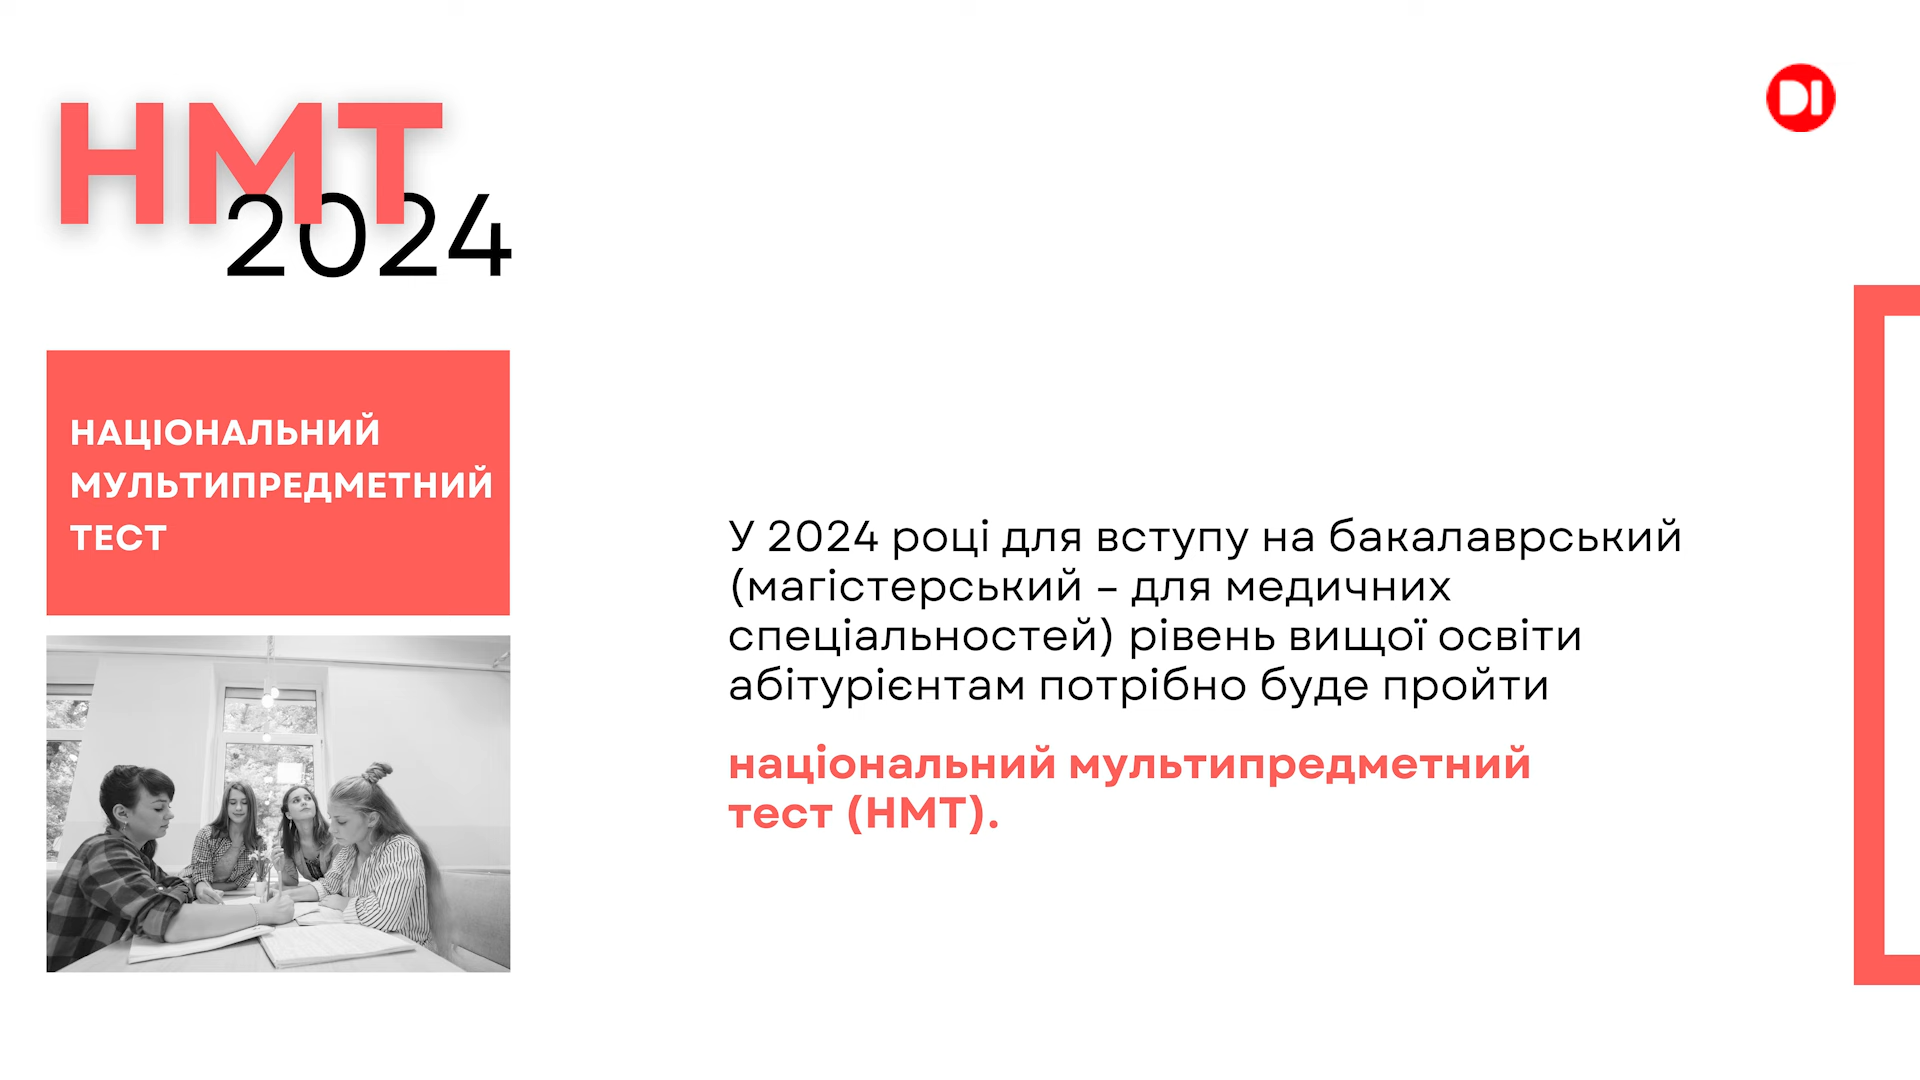 НМТ
2024
DI
НАЦІОНАЛЬНИЙ
МУЛЬТИПРЕДМЕТНИЙ
ТЕСТ
У 2024 році для вступу на бакалаврський
(магістерський – для медичних
спеціальностей) рівень вищої освіти
абітурієнтам потрібно буде пройти
національний мультипредметний
тест (НМТ).